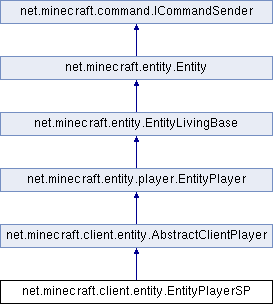 net.minecraft.command.ICommandSender
net.minecraft.entity.Entity
net.minecraft.entity.EntityLivingBase
net.minecraft.entity.player.EntityPlayer
net.minecraft.client.entity.AbstractClientPlayer
net.minecraft.client.entity.EntityPlayerSP